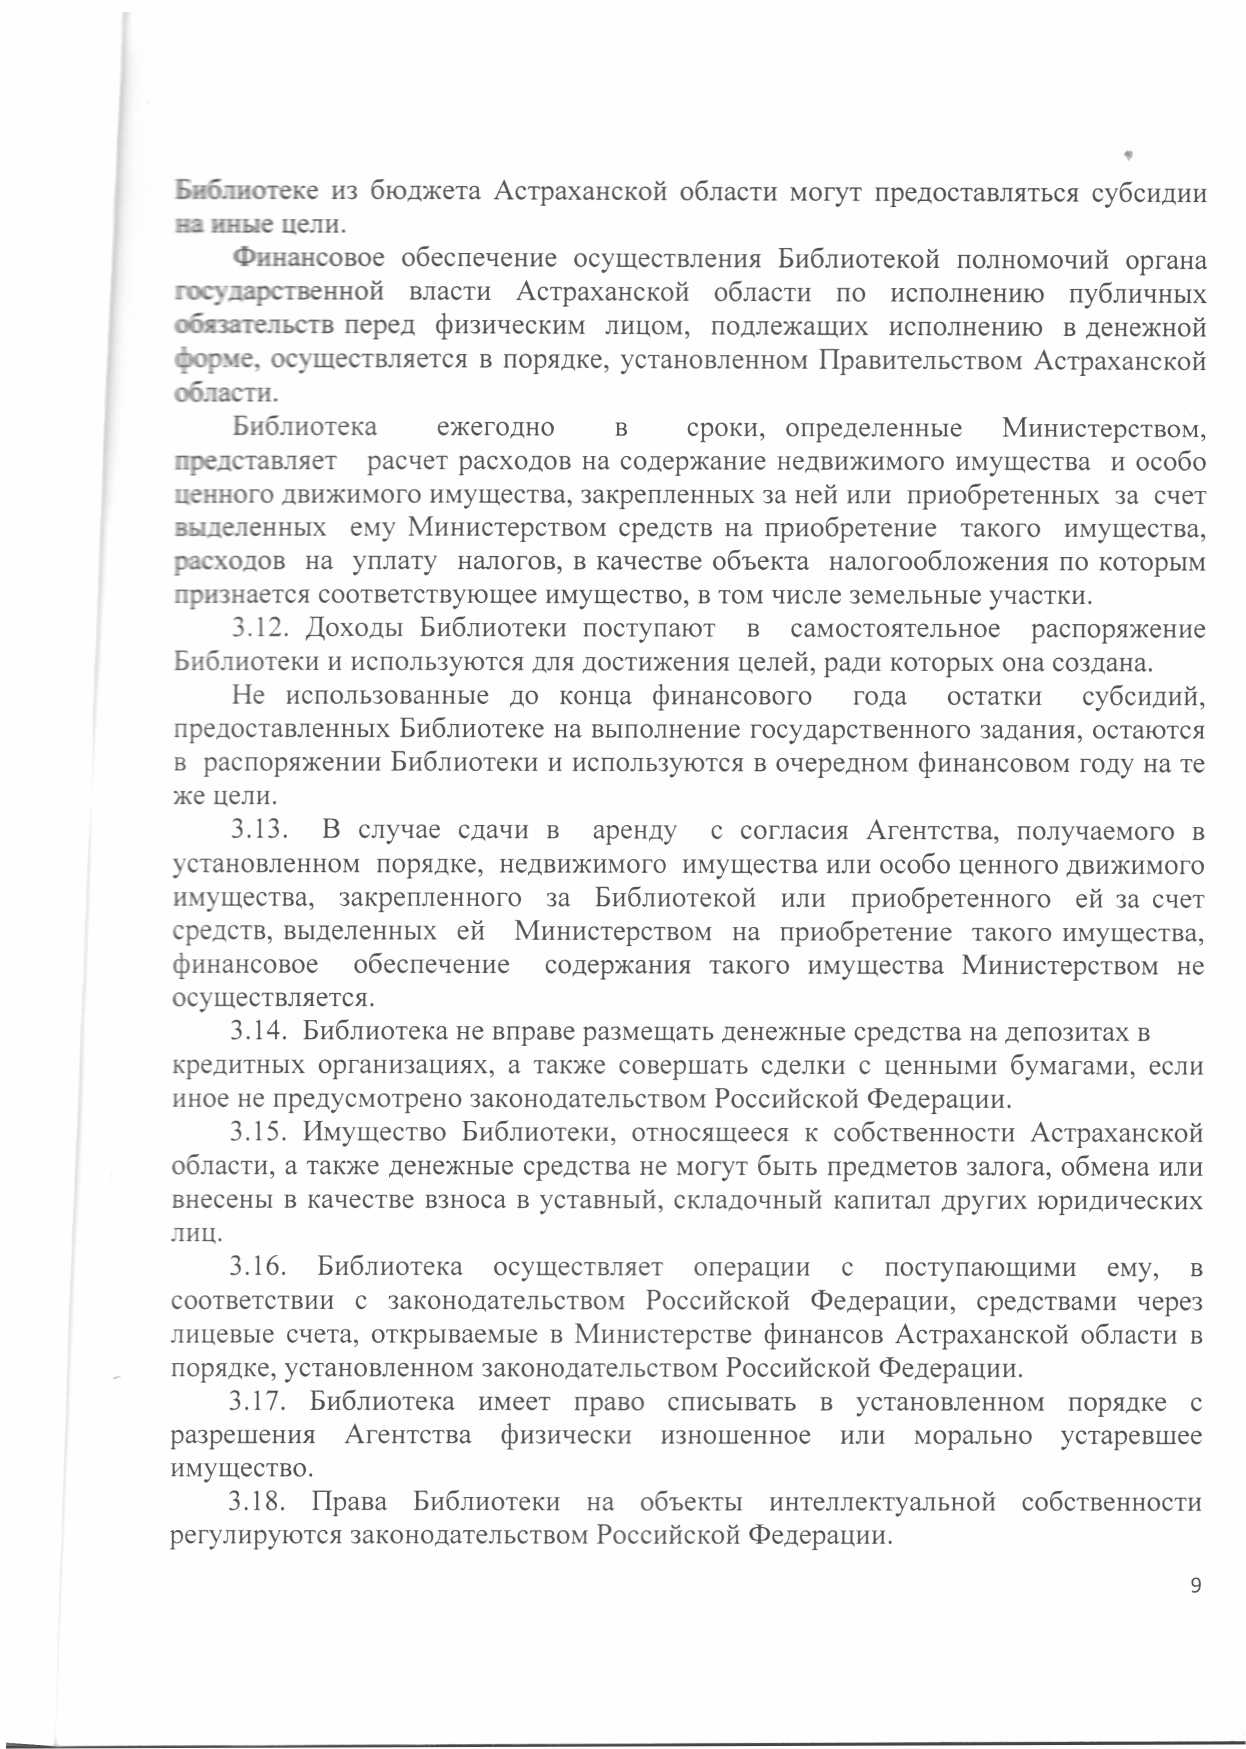 Библиотеке из бюджета Астраханской области могут предоставляться субсидии
на иные цели.
Финансовое обеспечение осуществления Библиотекой полномочий органа
государственной власти Астраханской области по исполнению публичных
обязательств перед физическим лицом, подлежащих исполнению в денежной
форме, осуществляется в порядке, установленном Правительством Астраханской
области.
Библиотека ежегодно в сроки, определенные Министерством,
представляет расчет расходов на содержание недвижимого имущества и особо
ценного движимого имущества, закрепленных за ней или приобретенных за счет
выделенных ему Министерством средств на приобретение такого имущества,
расходов на уплату налогов, в качестве объекта налогообложения по которым
признается соответствующее имущество, в том числе земельные участки.
3.12. Доходы Библиотеки поступают в самостоятельное распоряжение
Библиотеки и используются для достижения целей, ради которых она создана.
Не использованные до конца финансового года остатки субсидий,
предоставленных Библиотеке на выполнение государственного задания, остаются
в распоряжении Библиотеки и используются в очередном финансовом году на те
же цели.
3.13. В случае сдачи в аренду с согласия Агентства, получаемого в
установленном порядке, недвижимого имущества или особо ценного движимого
имущества, закрепленного за Библиотекой или приобретенного ей за счет
средств, выделенных ей Министерством на приобретение такого имущества,
финансовое обеспечение содержания такого имущества Министерством не
осуществляется.
3.14. Библиотека не вправе размещать денежные средства на депозитах в
кредитных организациях, а также совершать сделки с ценными бумагами, если
иное не предусмотрено законодательством Российской Федерации.
3.15. Имущество Библиотеки, относящееся к собственности Астраханской
области, а также денежные средства не могут быть предметов залога, обмена или
внесены в качестве взноса в уставный, складочный капитал других юридических
лиц.
3.16. Библиотека осуществляет операции с поступающими ему, в
соответствии с законодательством Российской Федерации, средствами через
лицевые счета, открываемые в Министерстве финансов Астраханской области в
порядке, установленном законодательством Российской Федерации.
3.17. Библиотека имеет право списывать в установленном порядке с
разрешения Агентства физически изношенное или морально устаревшее
имущество.
3.18. Права Библиотеки на объекты интеллектуальной собственности
регулируются законодательством Российской Федерации.
9